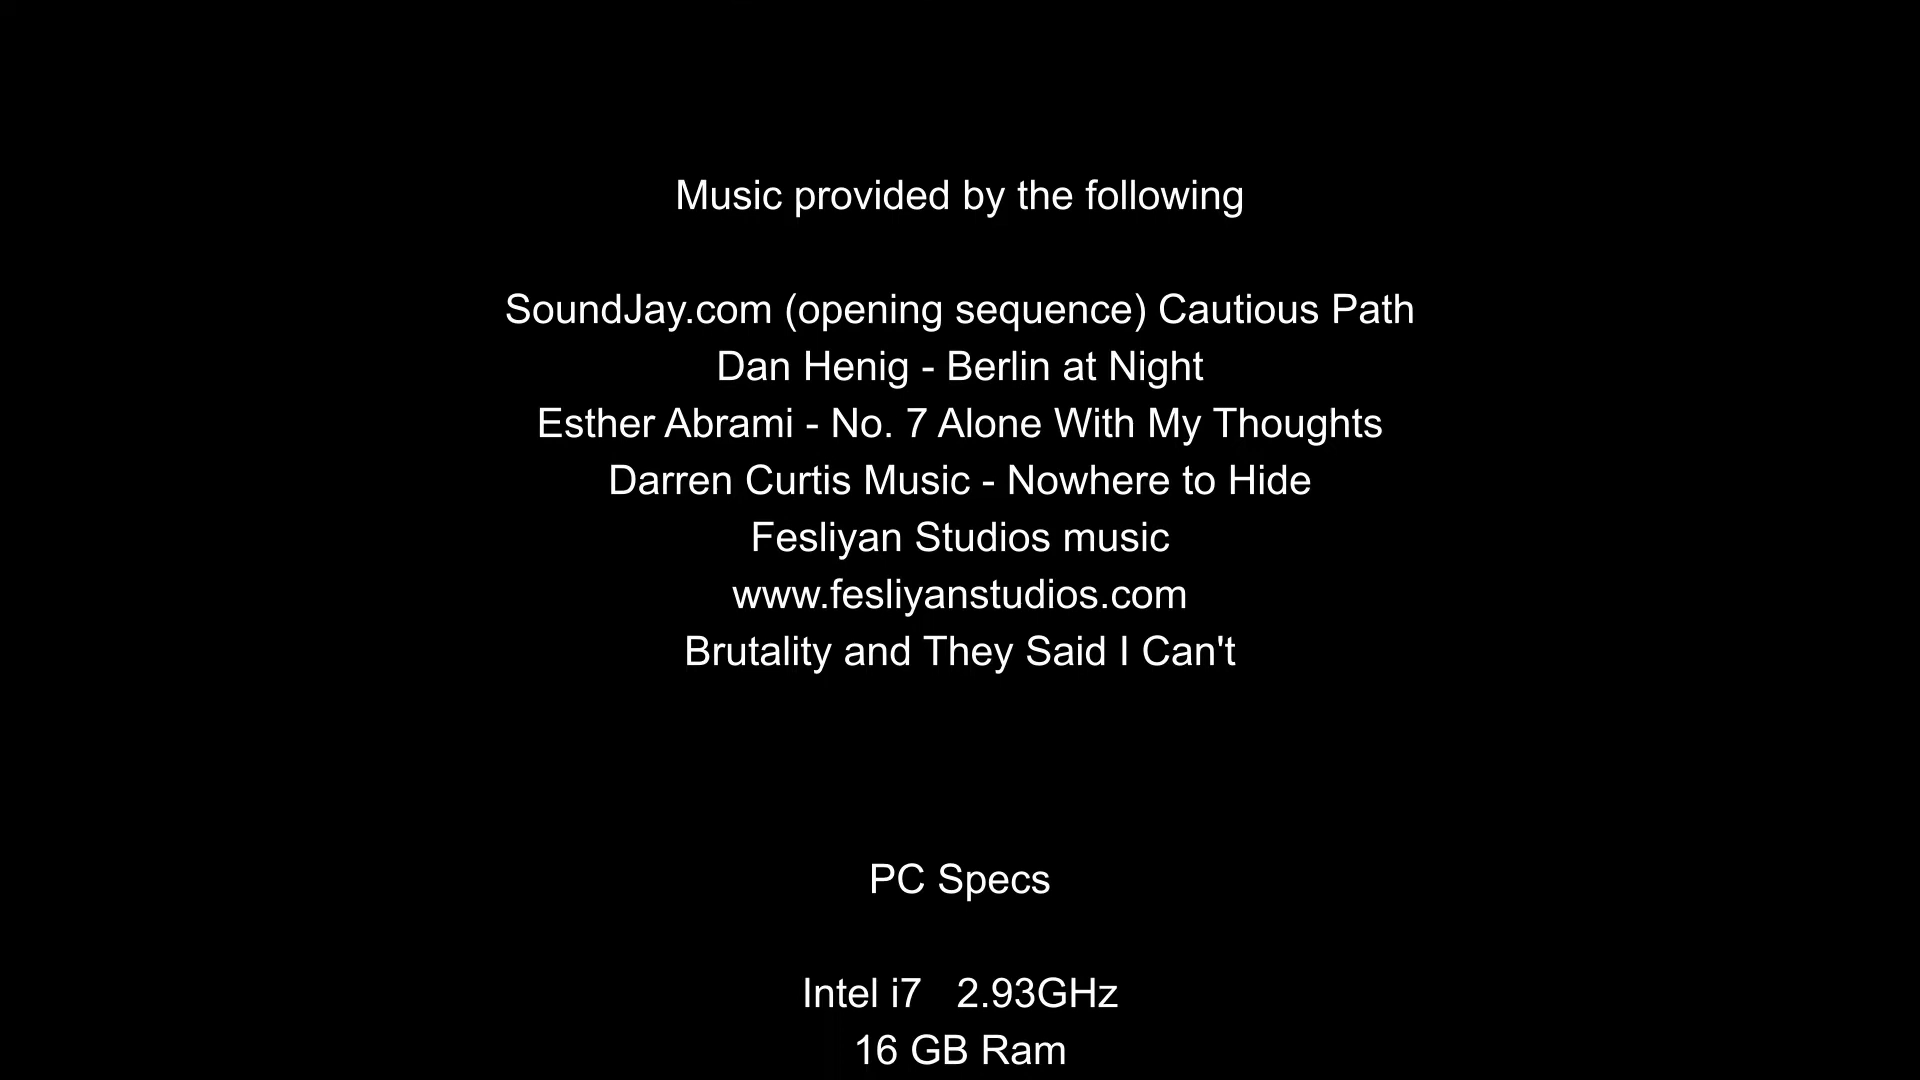 Music provided by the following
SoundJay.com (opening sequence) Cautious Path
Dan Henig - Berlin at Night
Esther Abrami - No. 7 Alone With My Thoughts
Darren Curtis Music - Nowhere to Hide
Fesliyan Studios music
www.fesliyanstudios.com
Brutality and They Said I Can't
PC Specs
Intel i7   2.93GHz
16 GB Ram